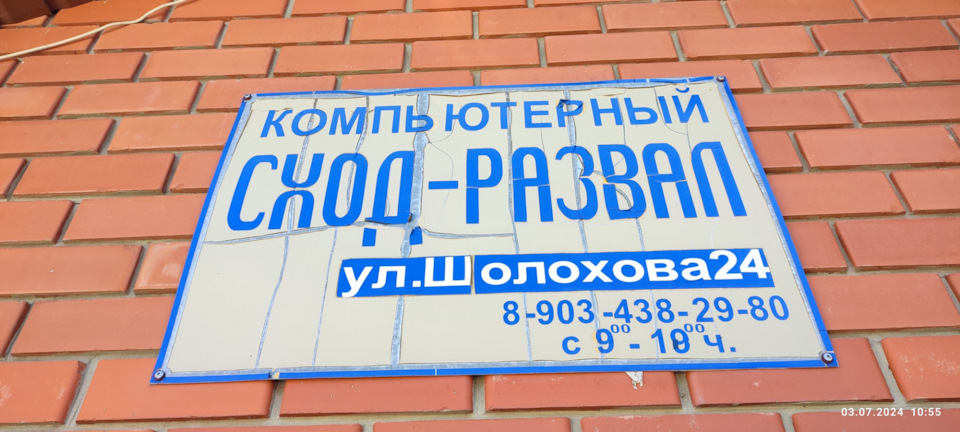 КОМПЬЮТЕРНЫЙ
СХОД-РАЗВАЛ
ул.Шолохова24
8-903-438-29-80
с 9⁰⁰ - 19⁰⁰ ч.
03.07.2024 10:55